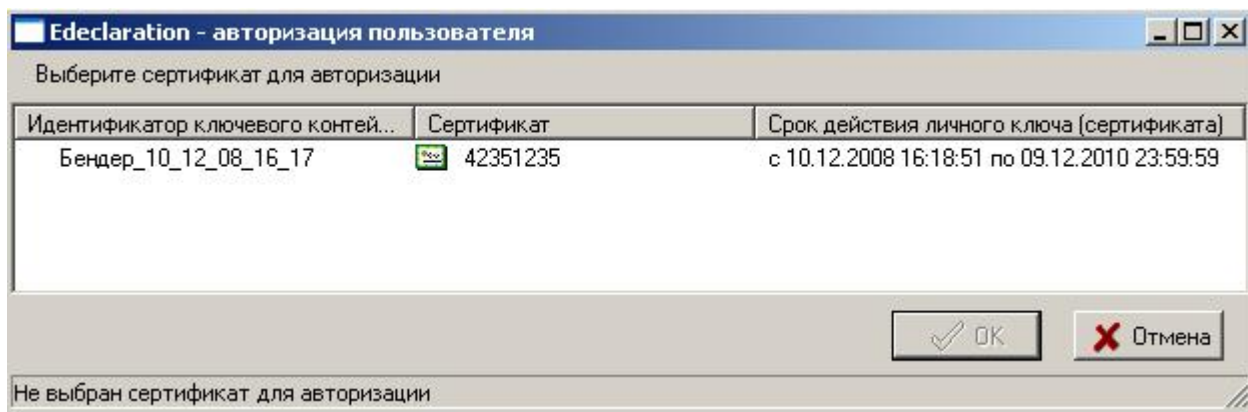 Edeclaration - авторизация пользователя
Выберите сертификат для авторизации
Идентификатор ключевого контей... Сертификат Срок действия личного ключа (сертификата)
Бендер_10_12_08_16_17 42351235 с 10.12.2008 16:18:51 по 09.12.2010 23:59:59
OK Отмена
Не выбран сертификат для авторизации